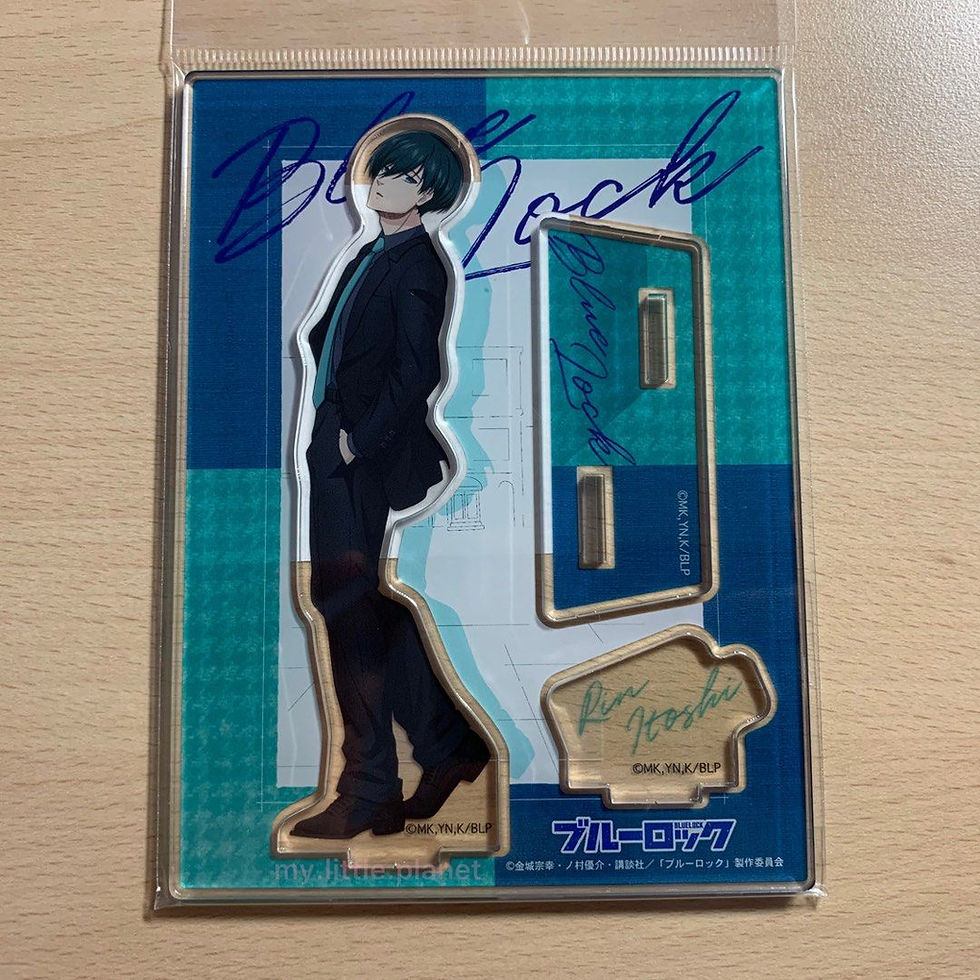 Blue Lock
Blue Lock
©MK,YN,K/BLP
Rin
Itoshi
©MK,YN,K/BLP
©MK,YN,K/BLP
ブルーロック
BLUELOCK
©金城宗幸・ノ村優介・講談社／「ブルーロック」製作委員会
my.little.planet